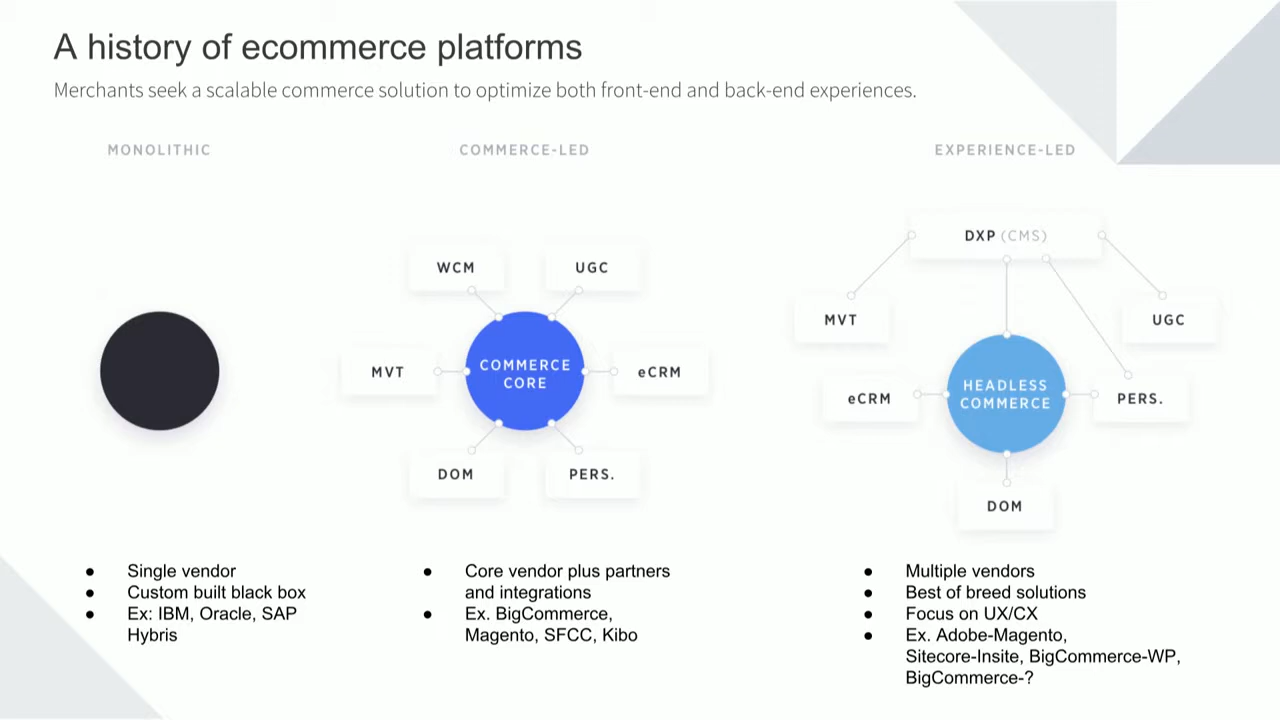 A history of ecommerce platforms
Merchants seek a scalable commerce solution to optimize both front-end and back-end experiences.
MONOLITHIC
● Single vendor
● Custom built black box
● Ex: IBM, Oracle, SAP
Hybris
COMMERCE-LED
WCM
UGC
MVT
COMMERCE
CORE
eCRM
DOM
PERS.
● Core vendor plus partners
and integrations
● Ex. BigCommerce,
Magento, SFCC, Kibo
EXPERIENCE-LED
DXP (CMS)
MVT
UGC
eCRM
HEADLESS
COMMERCE
PERS.
DOM
● Multiple vendors
● Best of breed solutions
● Focus on UX/CX
● Ex. Adobe-Magento,
Sitecore-Insite, BigCommerce-WP,
BigCommerce-?